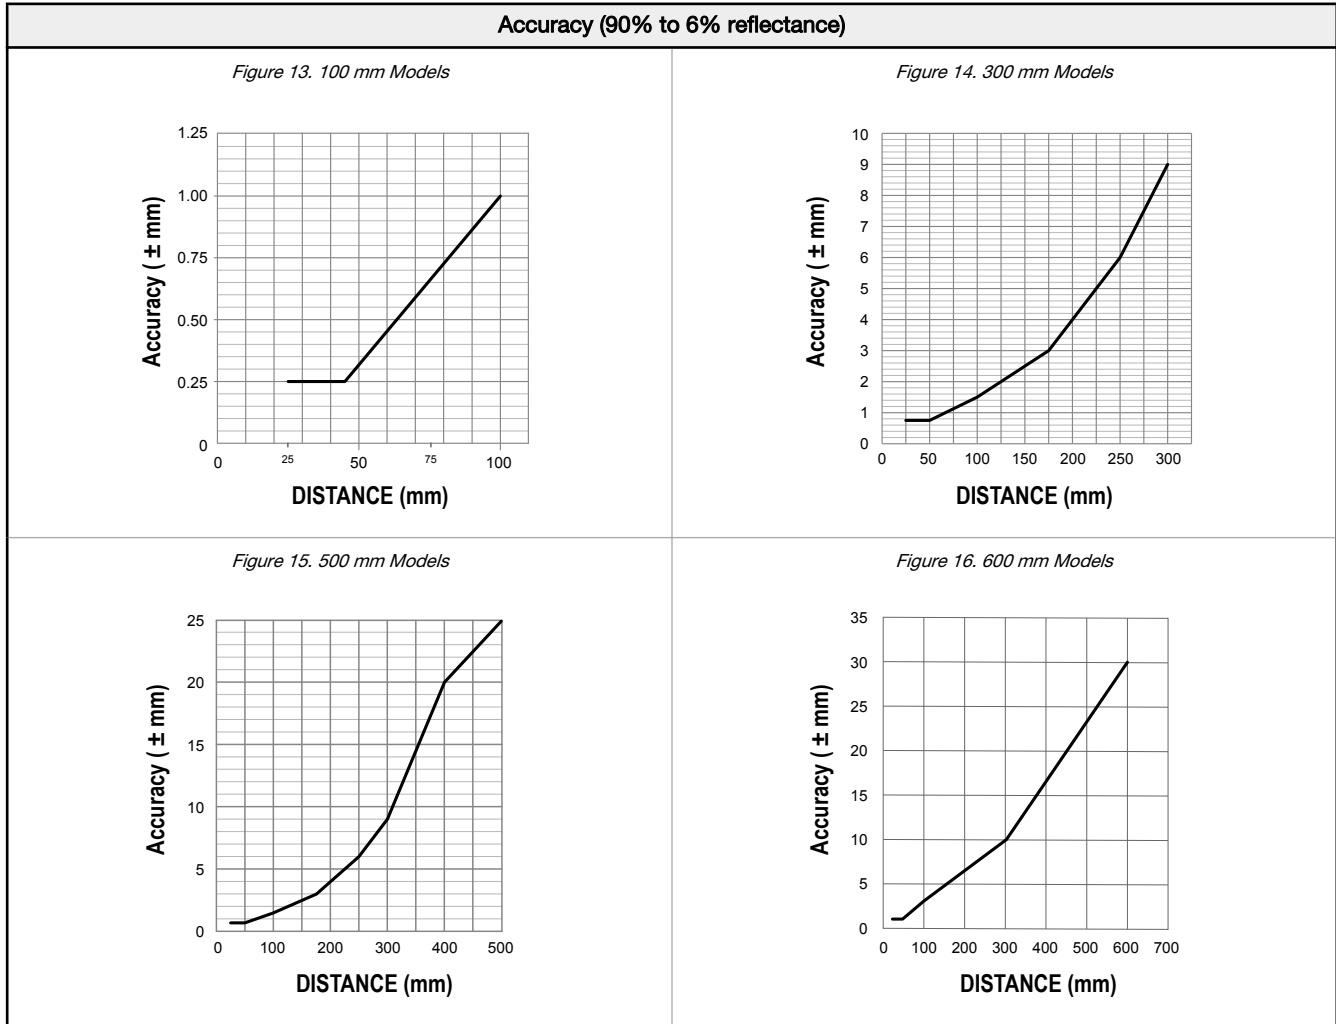 Accuracy (90% to 6% reflectance)
Figure 13. 100 mm Models
1.25
1.00
0.75
0.50
0.25
0
Accuracy ( ± mm)
0 25 50 75 100
DISTANCE (mm)
Figure 14. 300 mm Models
10
9
8
7
6
5
4
3
2
1
0
Accuracy ( ± mm)
0 50 100 150 200 250 300
DISTANCE (mm)
Figure 15. 500 mm Models
25
20
15
10
5
0
Accuracy ( ± mm)
0 100 200 300 400 500
DISTANCE (mm)
Figure 16. 600 mm Models
35
30
25
20
15
10
5
0
Accuracy ( ± mm)
0 100 200 300 400 500 600 700
DISTANCE (mm)